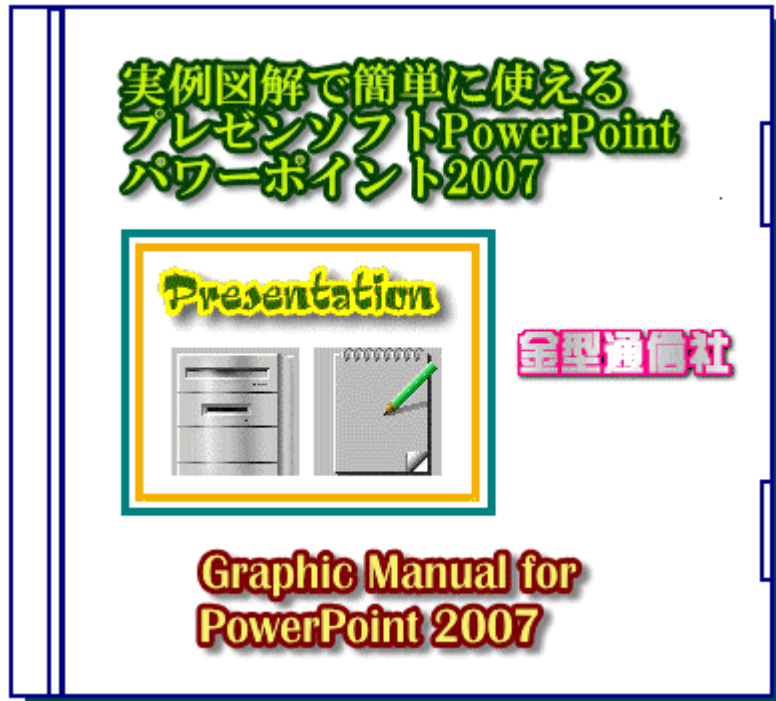 実例図解で簡単に使える
プレゼンソフトPowerPoint
パワーポイント2007
Presentation
金型通信社
Graphic Manual for
PowerPoint 2007